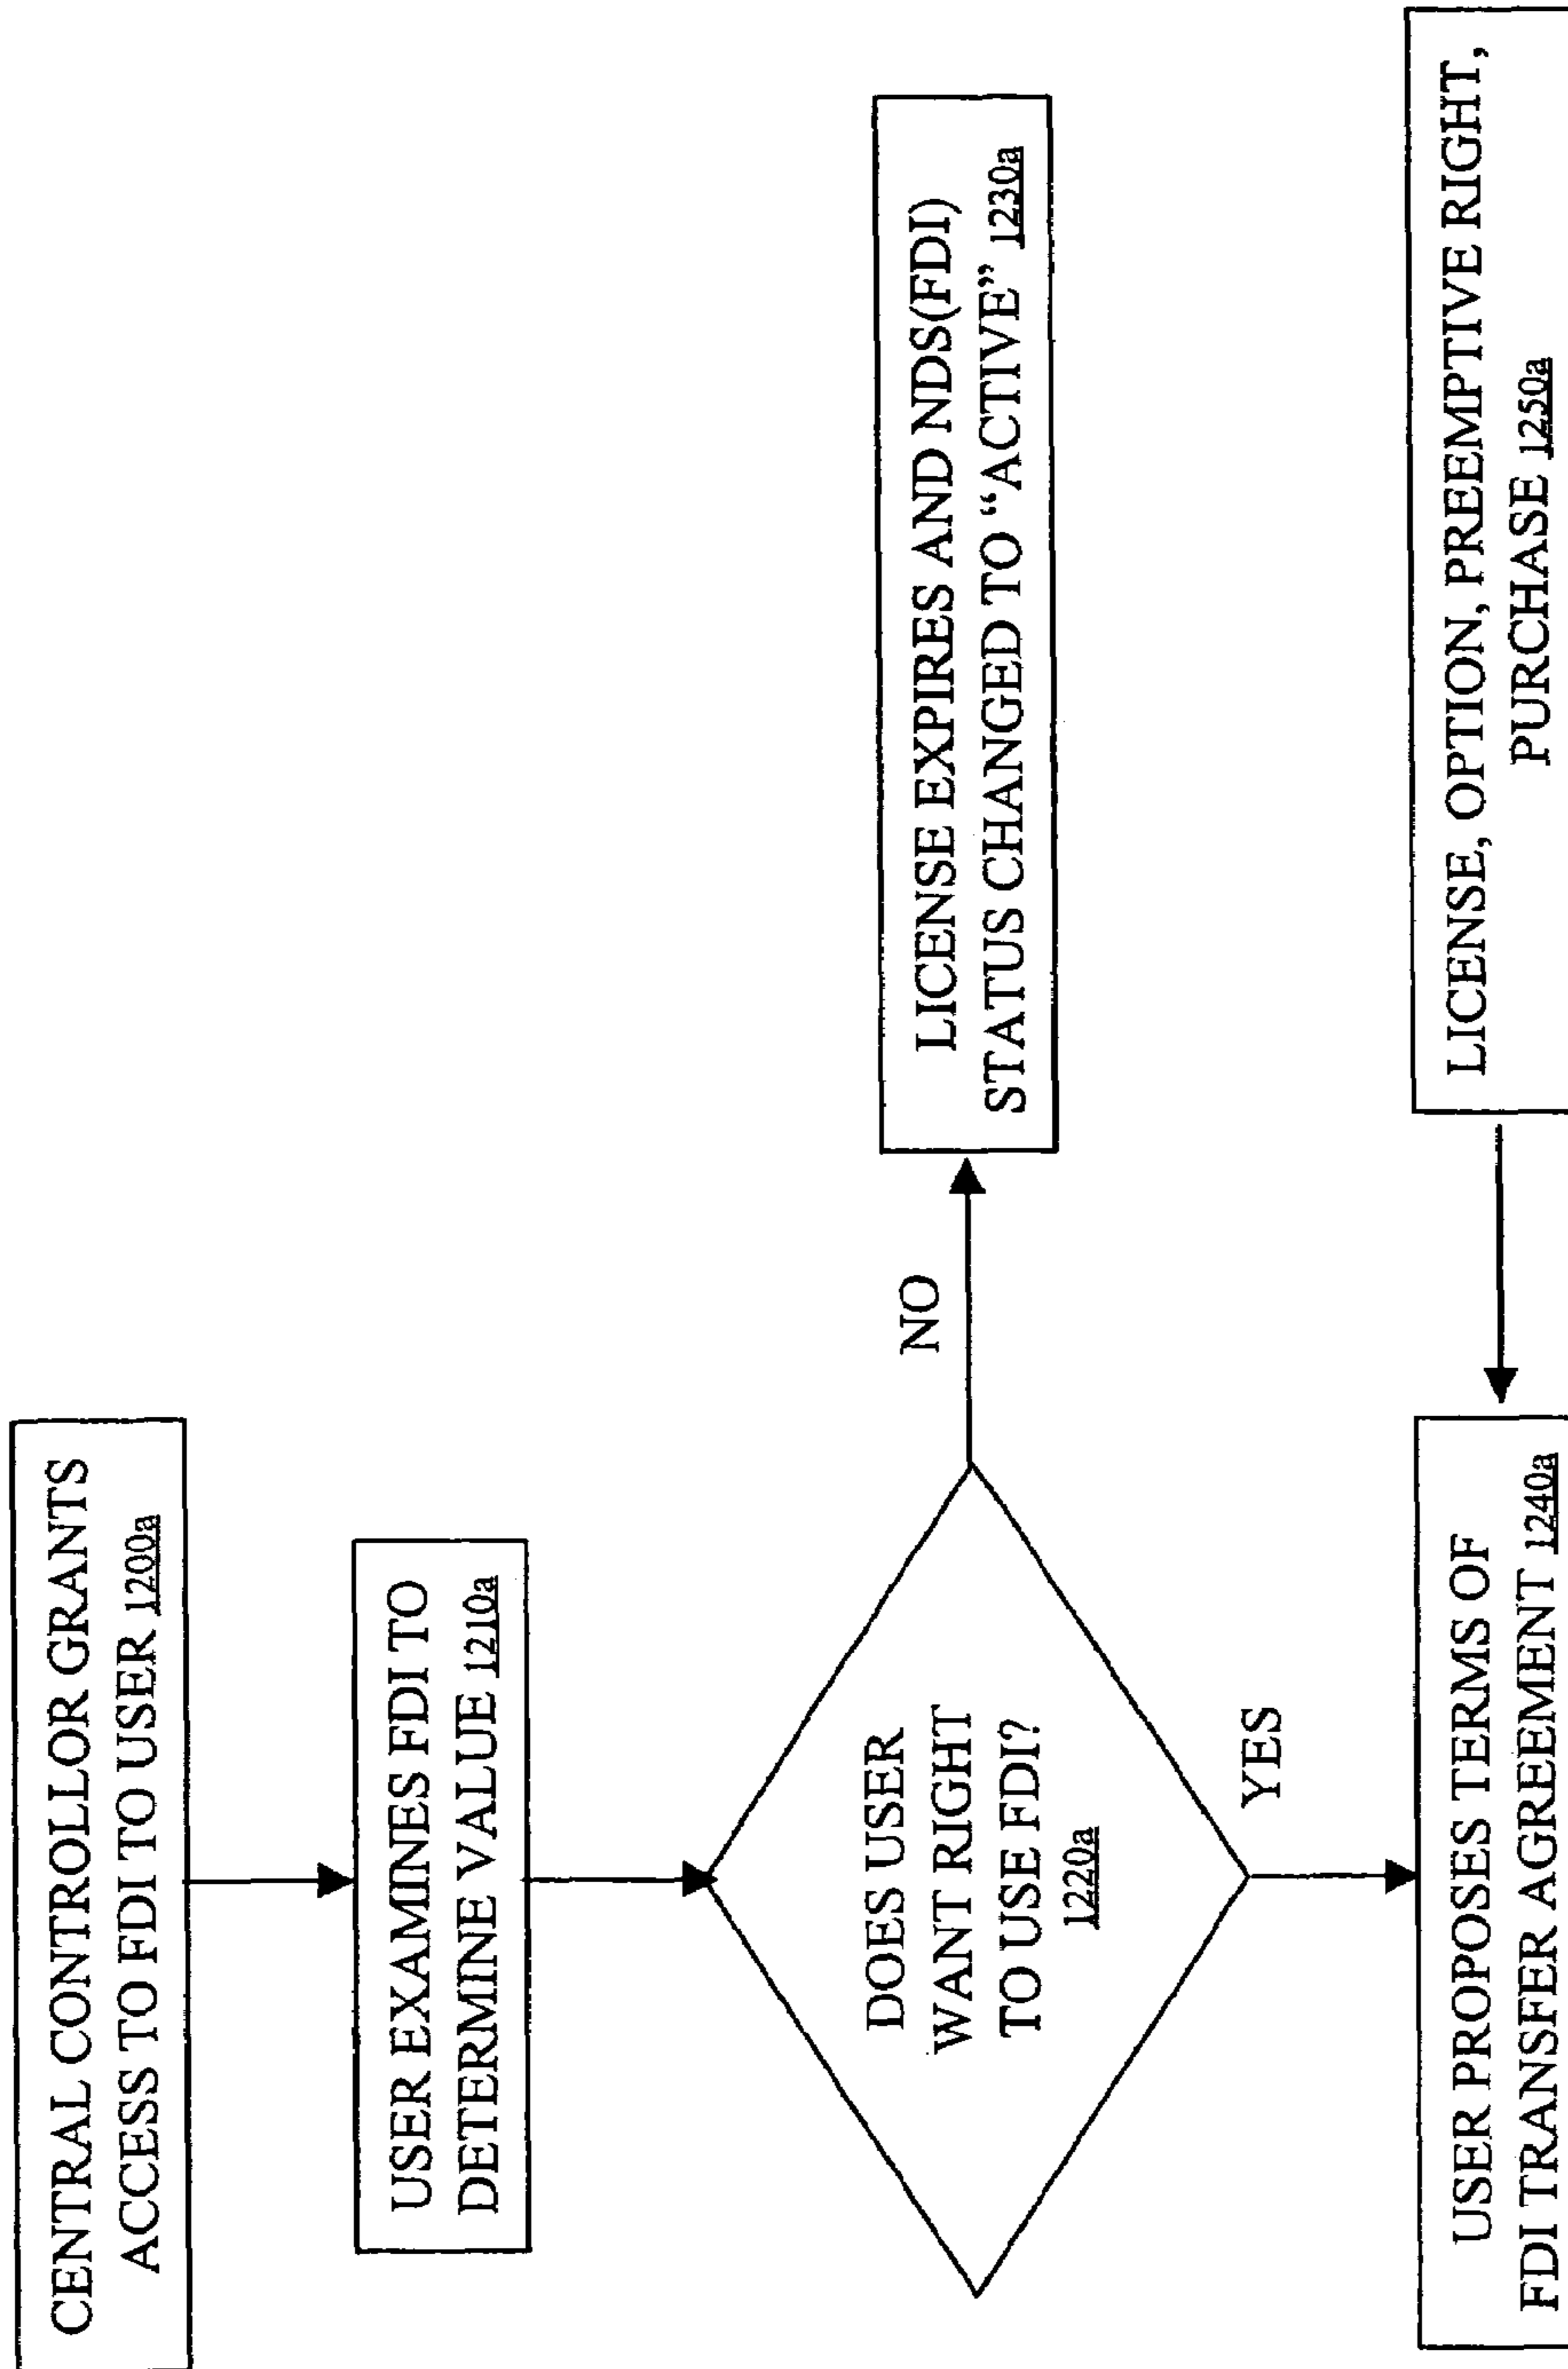 CENTRAL CONTROLLOR GRANTS
ACCESS TO FDI TO USER 1200a
USER EXAMINES FDI TO
DETERMINE VALUE 1210a
DOES USER
WANT RIGHT
TO USE FDI?
1220a
NO
LICENSE EXPIRES AND NDS(FDI)
STATUS CHANGED TO “ACTIVE” 1230a
YES
USER PROPOSES TERMS OF
FDI TRANSFER AGREEMENT 1240a
LICENSE, OPTION, PREEMPTIVE RIGHT,
PURCHASE 1250a